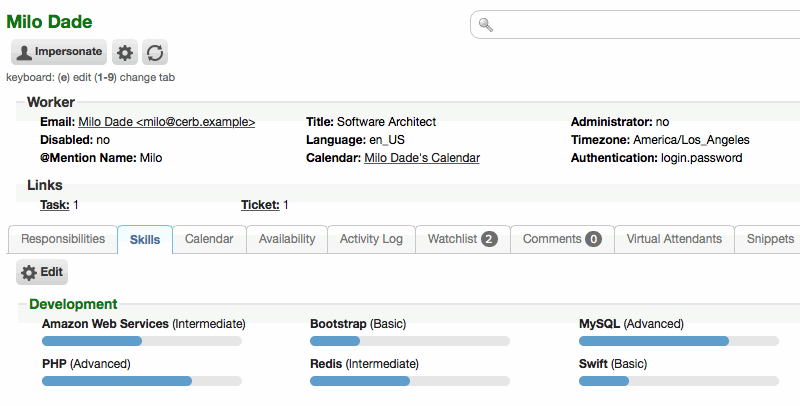 Milo Dade
Impersonate
keyboard: (e) edit (1-9) change tab
Worker
Email: Milo Dade <milo@cerb.example> Title: Software Architect Administrator: no
Disabled: no Language: en_US Timezone: America/Los_Angeles
@Mention Name: Milo Calendar: Milo Dade's Calendar Authentication: login.password
Links
Task: 1 Ticket: 1
Responsibilities Skills Calendar Availability Activity Log Watchlist 2 Comments 0 Virtual Attendants Snippets
Edit
Development
Amazon Web Services (Intermediate) Bootstrap (Basic) MySQL (Advanced)
PHP (Advanced) Redis (Intermediate) Swift (Basic)